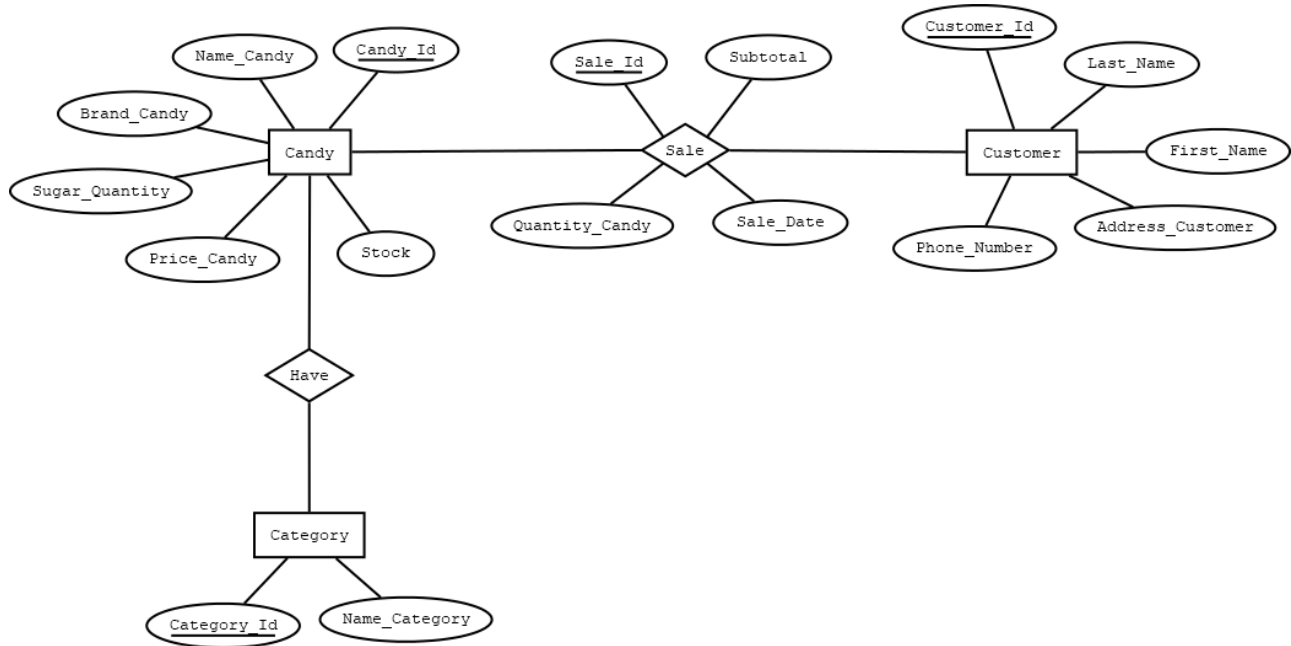 Customer_Id
Candy_Id
Name_Candy
Sale_Id
Subtotal
Last_Name
Brand_Candy
Candy
Sale
Customer
First_Name
Sugar_Quantity
Quantity_Candy
Sale_Date
Address_Customer
Price_Candy
Stock
Phone_Number
Have
Category
Category_Id
Name_Category